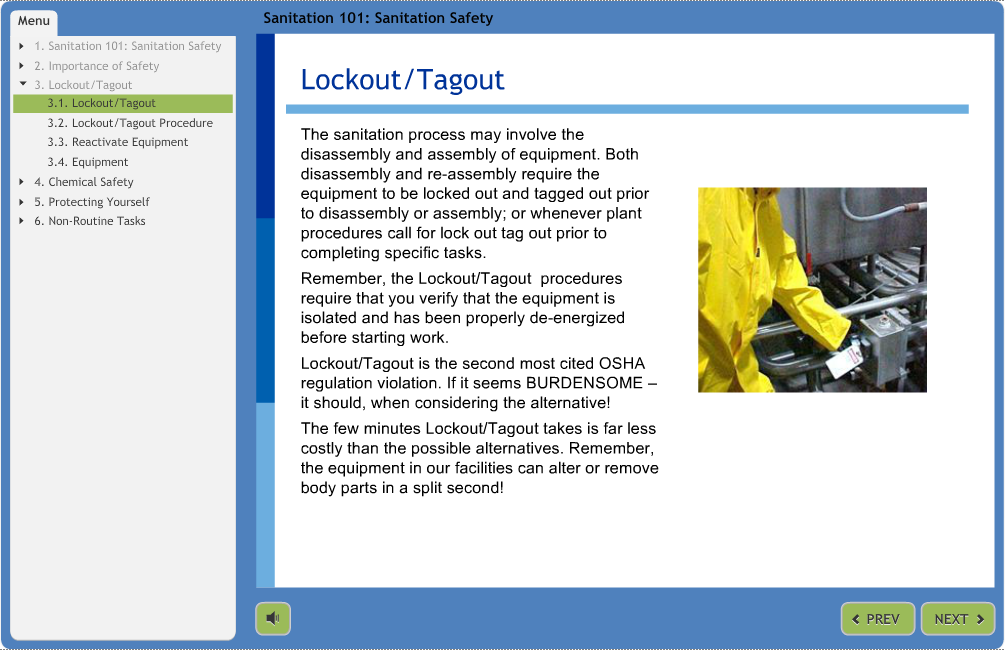 Menu
1. Sanitation 101: Sanitation Safety
2. Importance of Safety
3. Lockout/Tagout
3.1. Lockout/Tagout
3.2. Lockout/Tagout Procedure
3.3. Reactivate Equipment
3.4. Equipment
4. Chemical Safety
5. Protecting Yourself
6. Non-Routine Tasks
Sanitation 101: Sanitation Safety
Lockout/Tagout
The sanitation process may involve the
disassembly and assembly of equipment. Both
disassembly and re-assembly require the
equipment to be locked out and tagged out prior
to disassembly or assembly; or whenever plant
procedures call for lock out tag out prior to
completing specific tasks.
Remember, the Lockout/Tagout  procedures
require that you verify that the equipment is
isolated and has been properly de-energized
before starting work.
Lockout/Tagout is the second most cited OSHA
regulation violation. If it seems BURDENSOME –
it should, when considering the alternative!
The few minutes Lockout/Tagout takes is far less
costly than the possible alternatives. Remember,
the equipment in our facilities can alter or remove
body parts in a split second!
PREV
NEXT